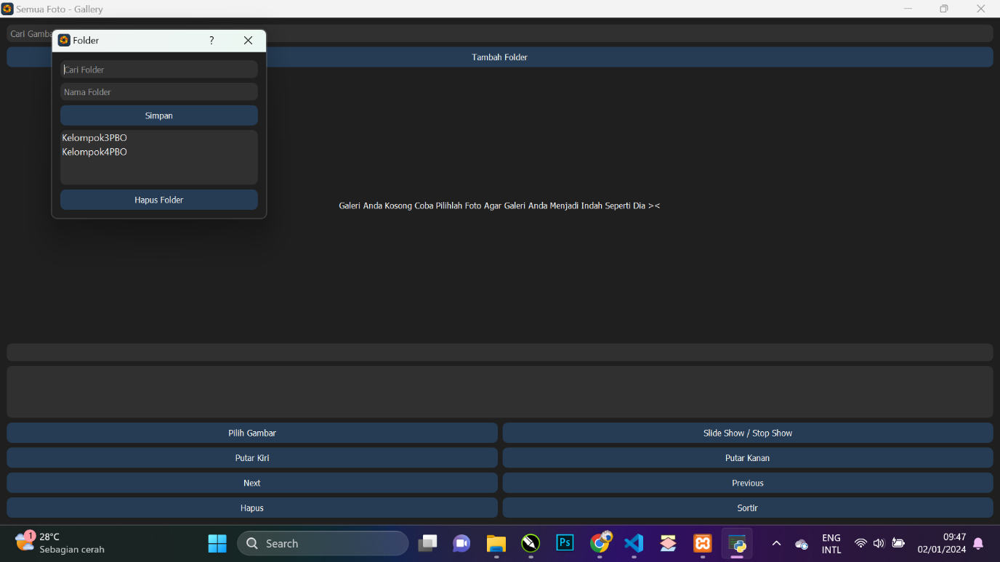 Semua Foto - Gallery
Cari Gamba
Folder
?
Tambah Folder
Cari Folder
Nama Folder
Simpan
Kelompok3PBO
Kelompok4PBO
Hapus Folder
Galeri Anda Kosong Coba Pilihlah Foto Agar Galeri Anda Menjadi Indah Seperti Dia ><
Pilih Gambar
Slide Show / Stop Show
Putar Kiri
Putar Kanan
Next
Previous
Hapus
Sortir
1
28°C
Sebagian cerah
Search
Ps
ENG
INTL
09:47
02/01/2024